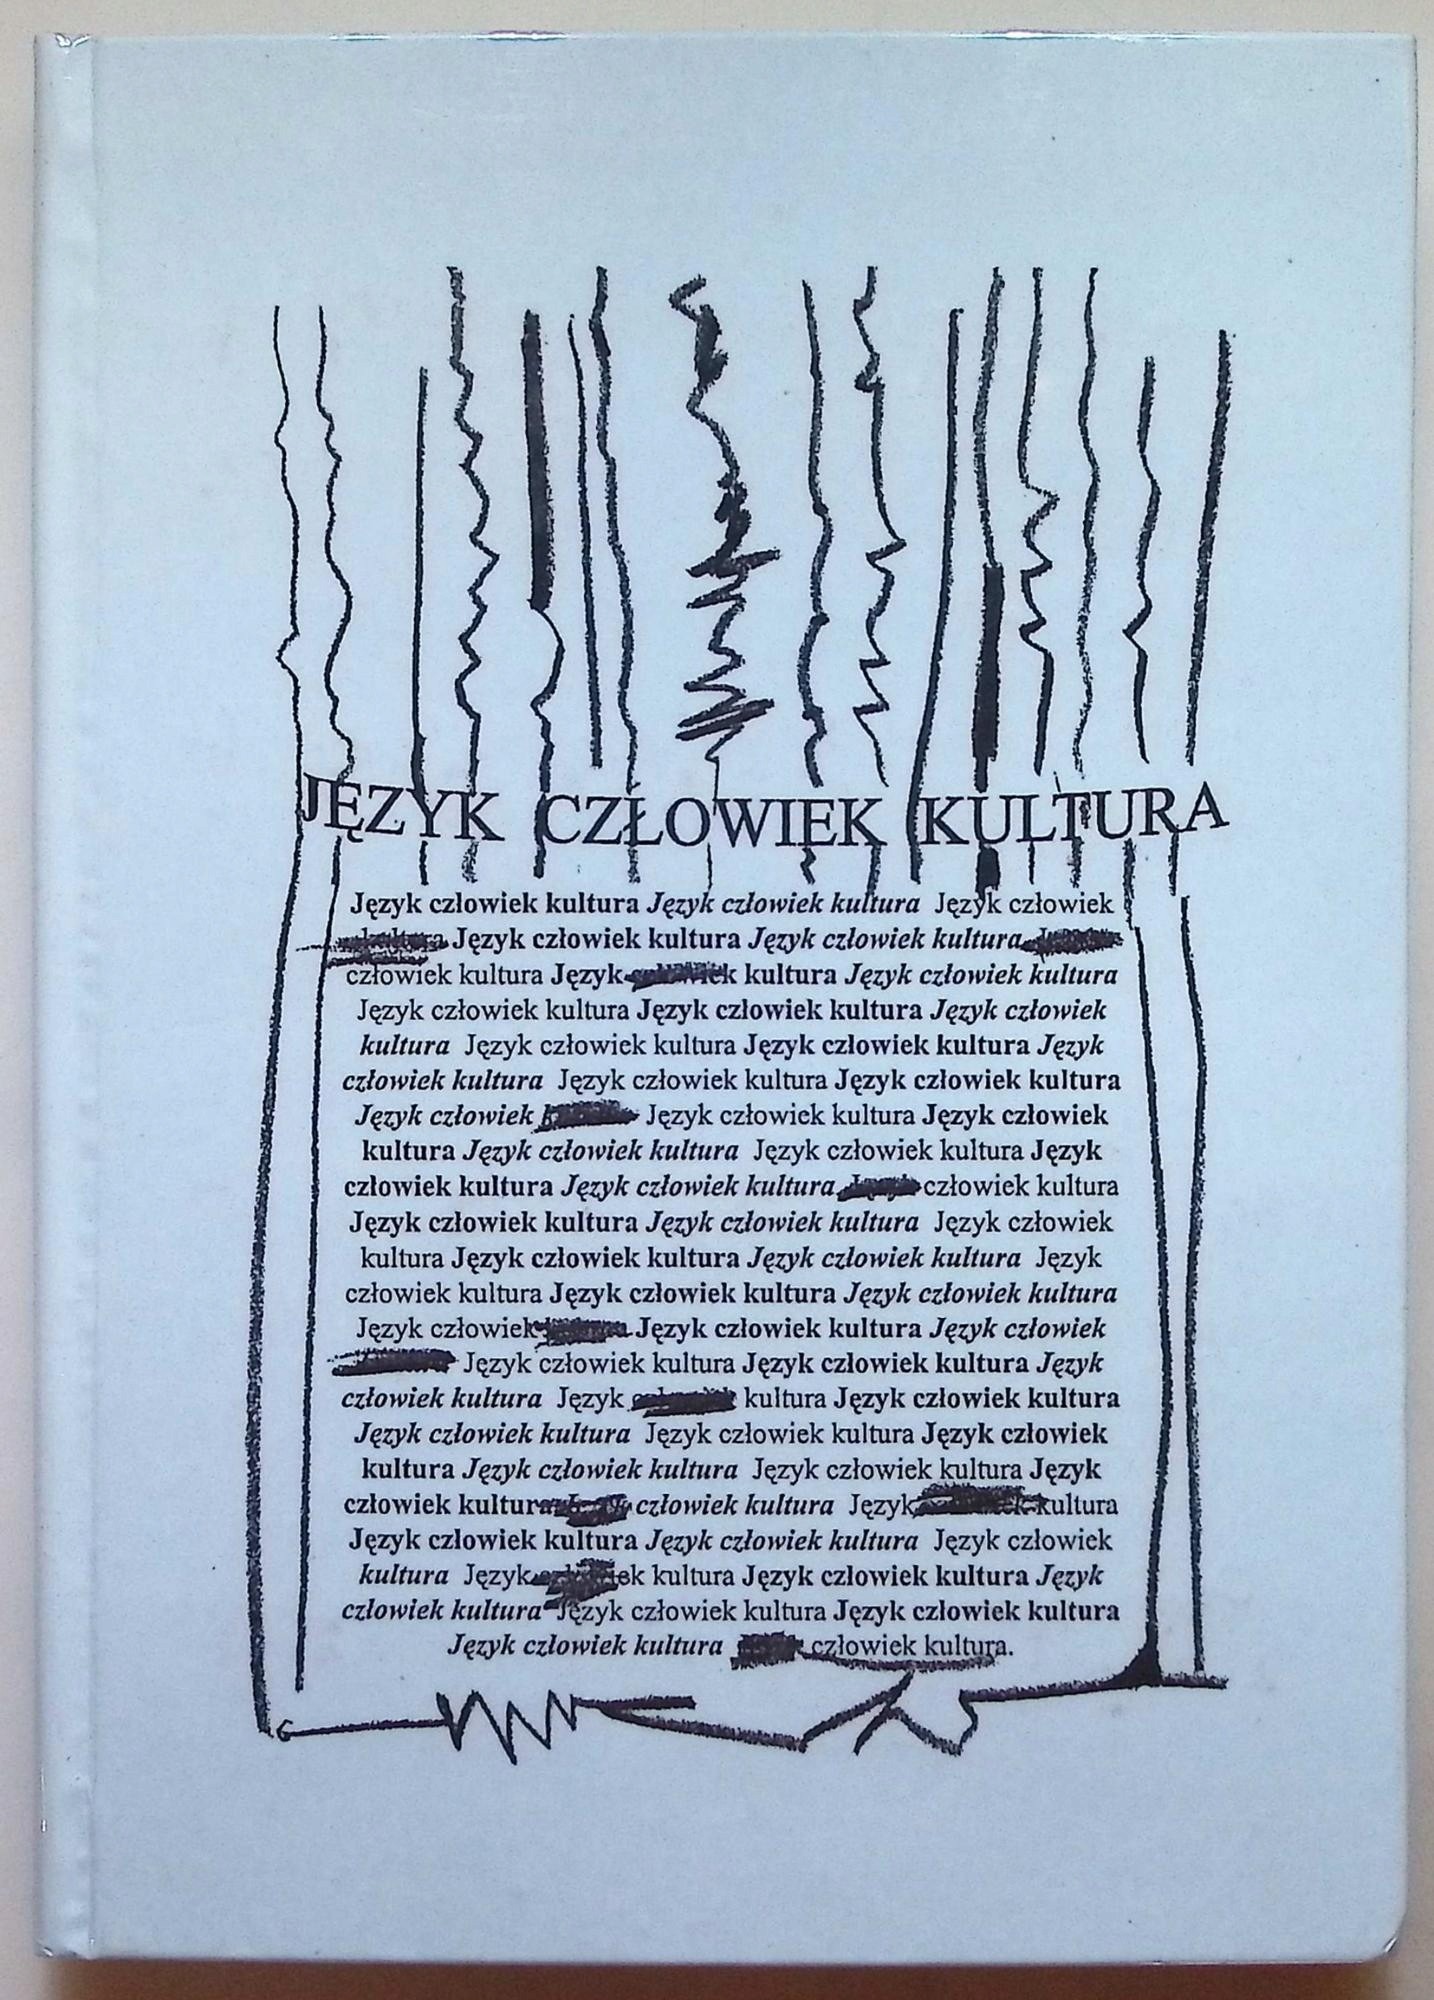 JĘZYK CZŁOWIEK KULTURA
Język człowiek kultura Język człowiek kultura Język człowiek
Język człowiek kultura Język człowiek kultura
człowiek kultura Język kultura Język człowiek kultura
Język człowiek kultura Język człowiek kultura Język człowiek
kultura Język człowiek kultura Język człowiek kultura Język
człowiek kultura Język człowiek kultura Język człowiek kultura
Język człowiek Język człowiek kultura Język człowiek
kultura Język człowiek kultura Język człowiek kultura Język
człowiek kultura Język człowiek kultura człowiek kultura
Język człowiek kultura Język człowiek kultura Język człowiek
kultura Język człowiek kultura Język człowiek kultura Język
człowiek kultura Język człowiek kultura Język człowiek kultura
Język człowiek Język człowiek kultura Język człowiek
Język człowiek kultura Język człowiek kultura Język
człowiek kultura Język kultura Język człowiek kultura
Język człowiek kultura Język człowiek kultura Język człowiek
kultura Język człowiek kultura Język człowiek kultura Język
człowiek kultura człowiek kultura Język kultura
Język człowiek kultura Język człowiek kultura Język człowiek
kultura Język kultura Język człowiek kultura Język
człowiek kultura Język człowiek kultura Język człowiek kultura
Język człowiek kultura człowiek kultura.